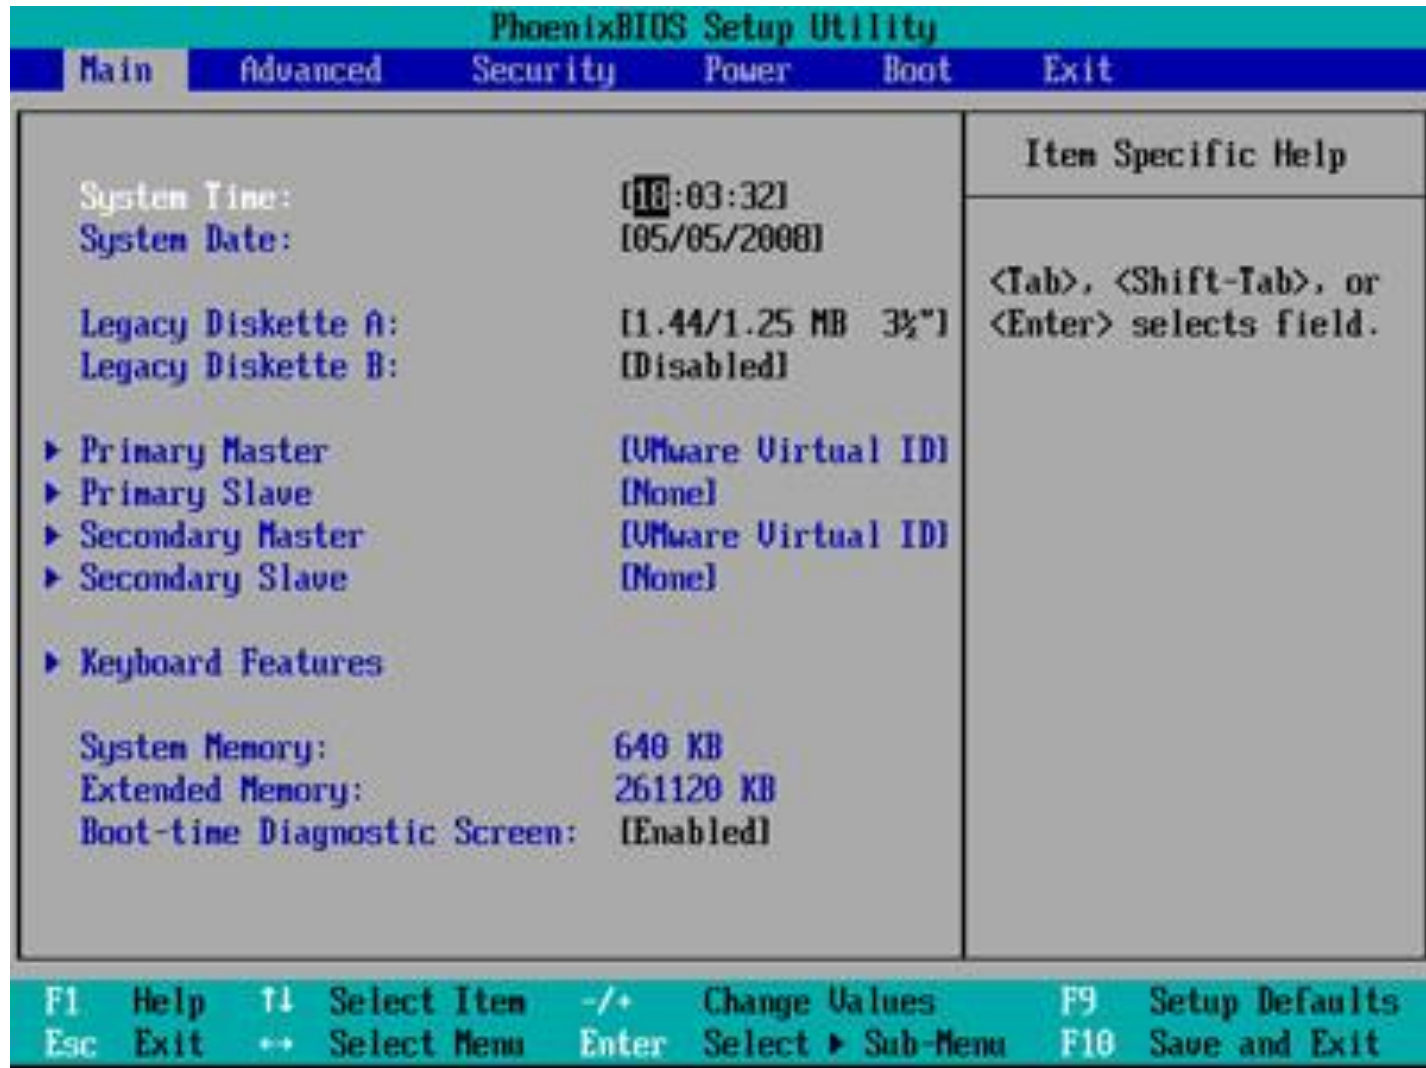 PhoenixBIOS Setup Utility
Main Advanced Security Power Boot Exit
Item Specific Help
System Time: [18:03:32]
System Date: [05/05/2008]
<Tab>, <Shift-Tab>, or
<Enter> selects field.
Legacy Diskette A: [1.44/1.25 MB 3½"]
Legacy Diskette B: [Disabled]
▶ Primary Master [VMware Virtual ID]
▶ Primary Slave [None]
▶ Secondary Master [VMware Virtual ID]
▶ Secondary Slave [None]
▶ Keyboard Features
System Memory: 640 KB
Extended Memory: 261120 KB
Boot-time Diagnostic Screen: [Enabled]
F1 Help ↑↓ Select Item -/+ Change Values F9 Setup Defaults
Esc Exit ↔ Select Menu Enter Select ▶ Sub-Menu F10 Save and Exit